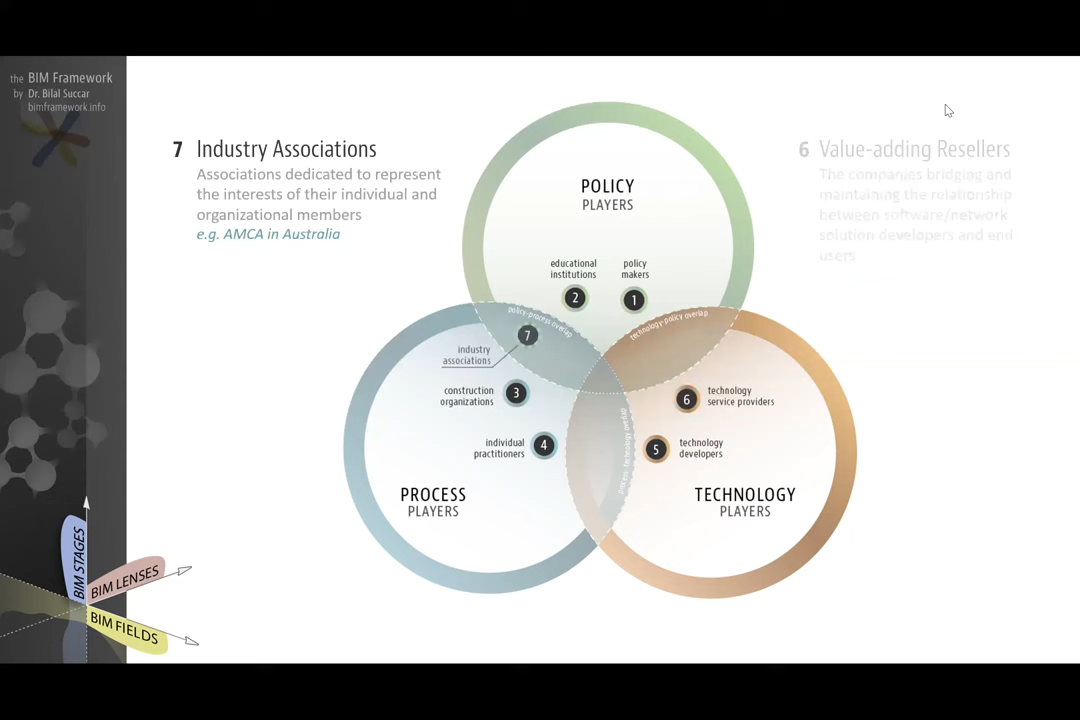 the BIM Framework
by Dr. Bilal Succar
bimframework.info
7 Industry Associations
Associations dedicated to represent
the interests of their individual and
organizational members
e.g. AMCA in Australia
6 Value-adding Resellers
The companies bridging and
maintaining the relationship
between software/network
solution developers and end
users
POLICY
PLAYERS
educational
institutions
2
policy
makers
1
policy-process overlap
technology-policy overlap
7
industry
associations
construction
organizations
3
individual
practitioners
4
6
technology
service providers
5
technology
developers
process-technology overlap
PROCESS
PLAYERS
TECHNOLOGY
PLAYERS
BIM STAGES
BIM LENSES
BIM FIELDS